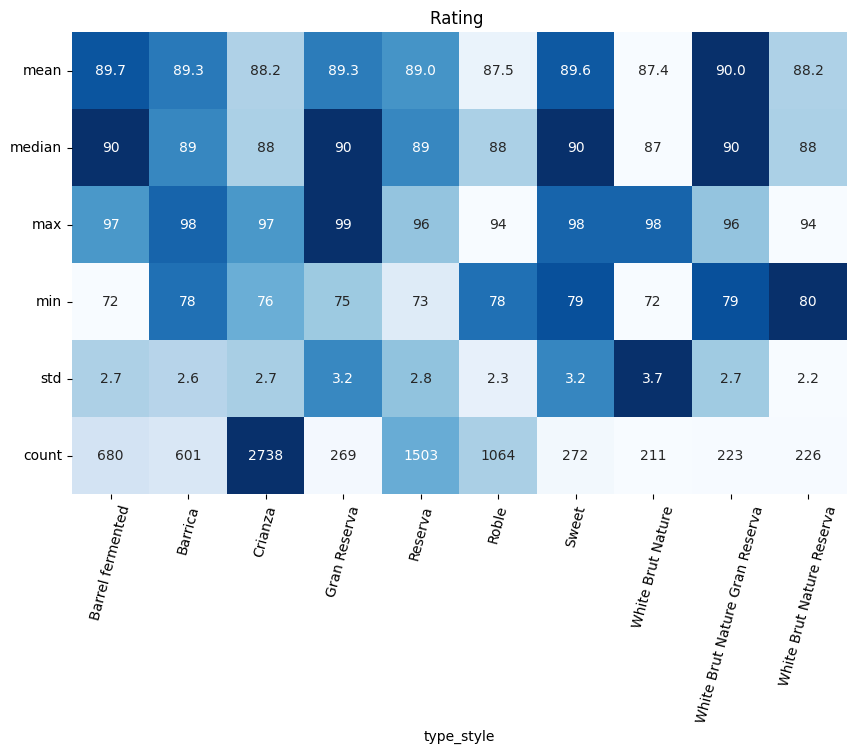 Rating
mean 89.7 89.3 88.2 89.3 89.0 87.5 89.6 87.4 90.0 88.2
median 90 89 88 90 89 88 90 87 90 88
max 97 98 97 99 96 94 98 98 96 94
min 72 78 76 75 73 78 79 72 79 80
std 2.7 2.6 2.7 3.2 2.8 2.3 3.2 3.7 2.7 2.2
count 680 601 2738 269 1503 1064 272 211 223 226
Barrel fermented
Barrica
Crianza
Gran Reserva
Reserva
Roble
Sweet
White Brut Nature
White Brut Nature Gran Reserva
White Brut Nature Reserva
type_style